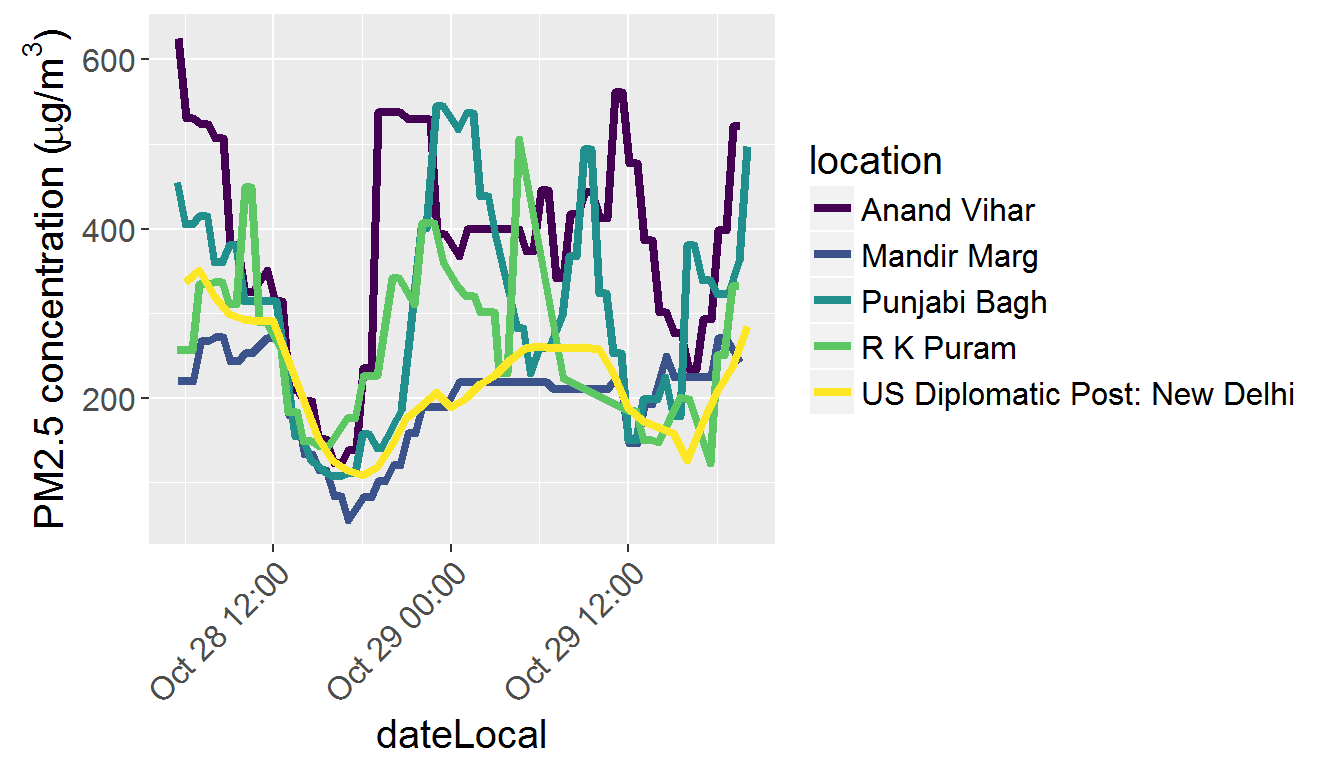 PM2.5 concentration (μg/m³)
600
400
200
Oct 28 12:00
Oct 29 00:00
Oct 29 12:00
dateLocal
location
Anand Vihar
Mandir Marg
Punjabi Bagh
R K Puram
US Diplomatic Post: New Delhi